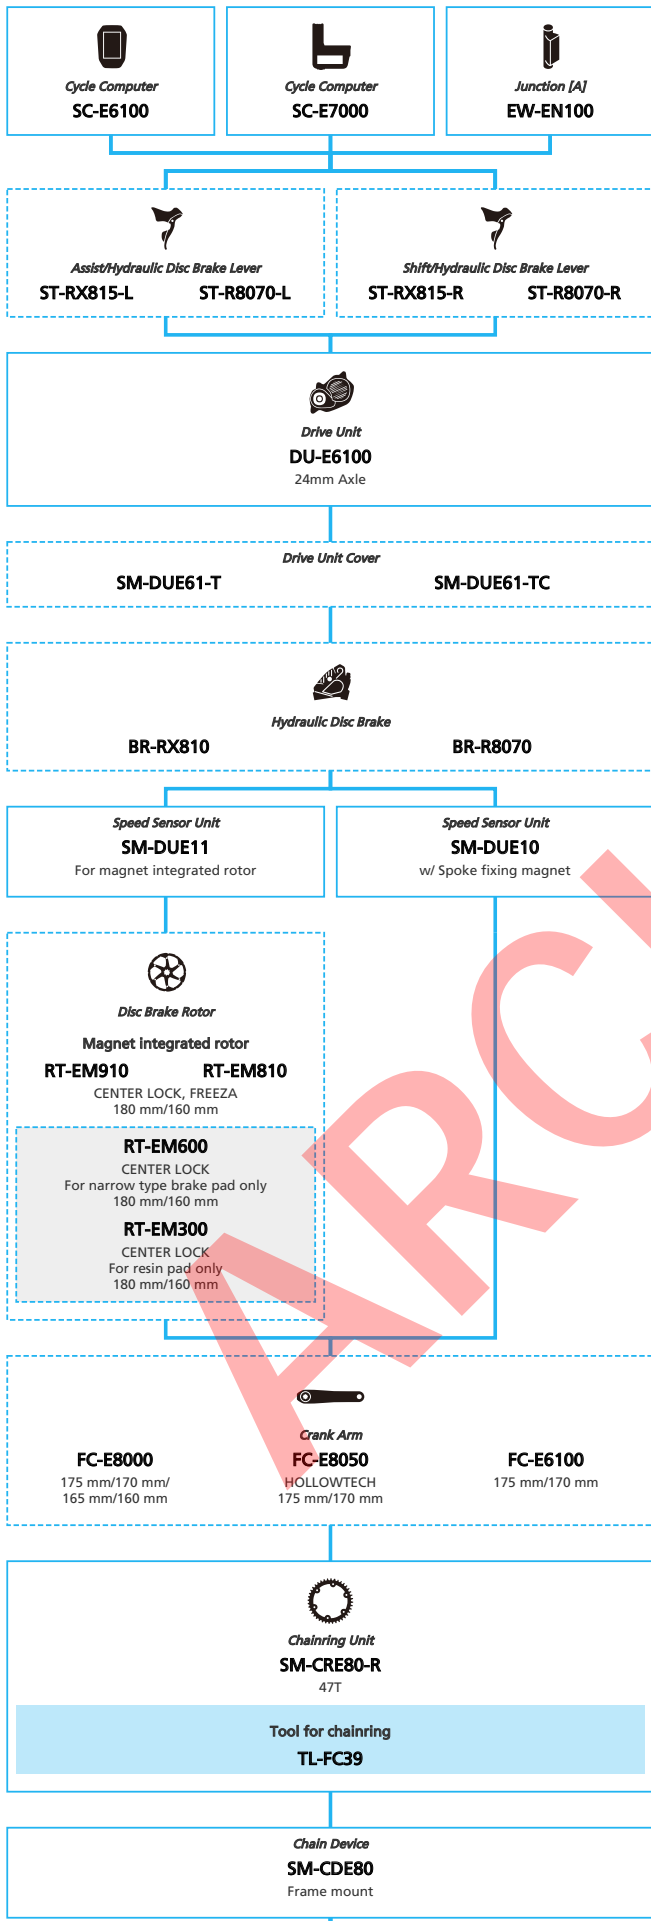 Cycle Computer
SC-E6100
Cycle Computer
SC-E7000
Junction [A]
EW-EN100
Assist/Hydraulic Disc Brake Lever
ST-RX815-L ST-R8070-L
Shift/Hydraulic Disc Brake Lever
ST-RX815-R ST-R8070-R
Drive Unit
DU-E6100
24mm Axle
Drive Unit Cover
SM-DUE61-T SM-DUE61-TC
Hydraulic Disc Brake
BR-RX810 BR-R8070
Speed Sensor Unit
SM-DUE11
For magnet integrated rotor
Speed Sensor Unit
SM-DUE10
w/ Spoke fixing magnet
Disc Brake Rotor
Magnet integrated rotor
RT-EM910 RT-EM810
CENTER LOCK, FREEZA
180 mm/160 mm
RT-EM600
CENTER LOCK
For narrow type brake pad only
180 mm/160 mm
RT-EM300
CENTER LOCK
For resin pad only
180 mm/160 mm
Crank Arm
FC-E8000
175 mm/170 mm/
165 mm/160 mm
FC-E8050
HOLLOWTECH
175 mm/170 mm
FC-E6100
175 mm/170 mm
Chainring Unit
SM-CRE80-R
47T
Tool for chainring
TL-FC39
Chain Device
SM-CDE80
Frame mount